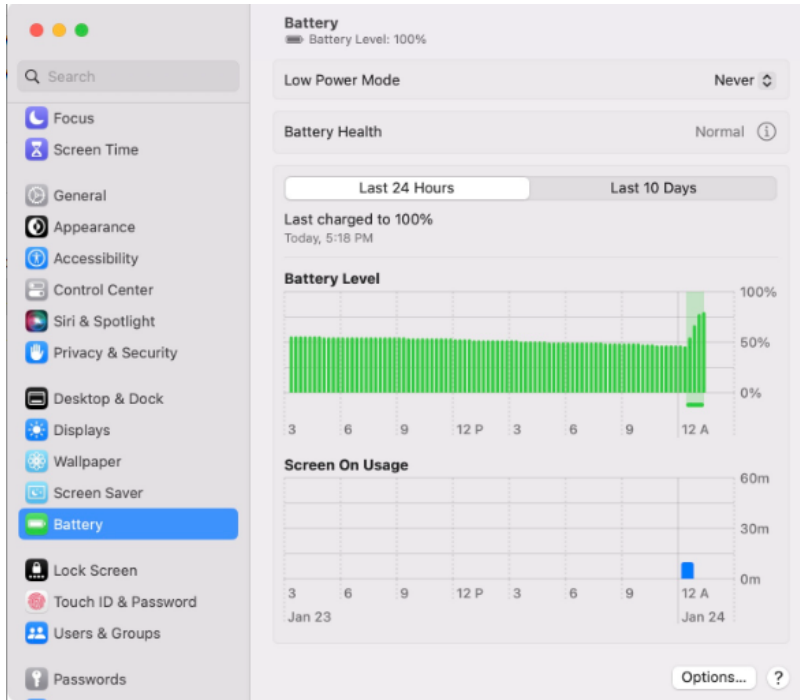 Search
Focus
Screen Time
General
Appearance
Accessibility
Control Center
Siri & Spotlight
Privacy & Security
Desktop & Dock
Displays
Wallpaper
Screen Saver
Battery
Lock Screen
Touch ID & Password
Users & Groups
Passwords
Battery
Battery Level: 100%
Low Power Mode Never
Battery Health Normal
Last 24 Hours Last 10 Days
Last charged to 100%
Today, 5:18 PM
Battery Level
100%
50%
0%
3 6 9 12 P 3 6 9 12 A
Screen On Usage
60m
30m
0m
3 6 9 12 P 3 6 9 12 A
Jan 23 Jan 24
Options... ?